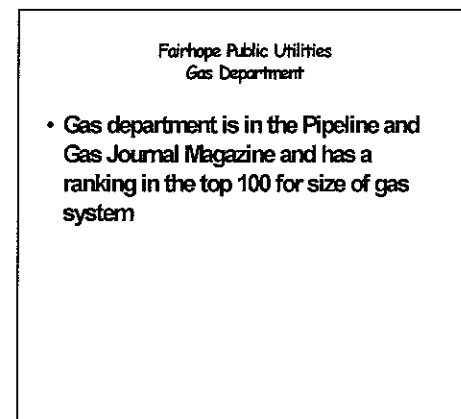 Fairhope Public Utilities
Gas Department
• Gas department is in the Pipeline and
Gas Journal Magazine and has a
ranking in the top 100 for size of gas
system